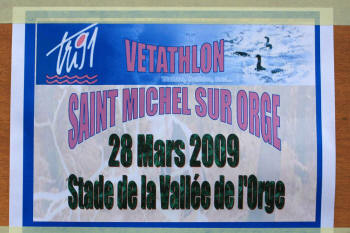 tri91
VETATHLON
SAINT MICHEL SUR ORGE
28 Mars 2009
Stade de la Vallée de l'Orge